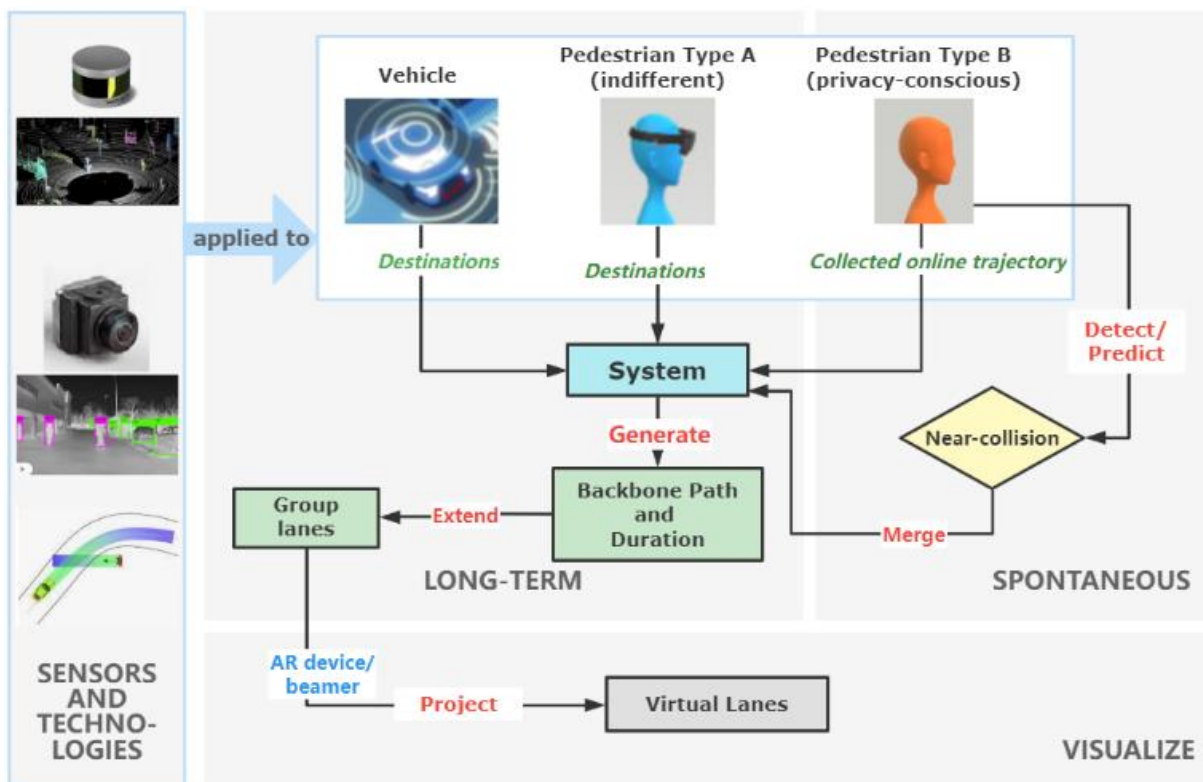 Vehicle
Pedestrian Type A
(indifferent)
Pedestrian Type B
(privacy-conscious)
applied to
Destinations
Destinations
Collected online trajectory
Detect/
Predict
System
Generate
Near-collision
Backbone Path
and
Duration
Group
lanes
Extend
Merge
LONG-TERM
SPONTANEOUS
SENSORS
AND
TECHNO-
LOGIES
AR device/
beamer
Project
Virtual Lanes
VISUALIZE